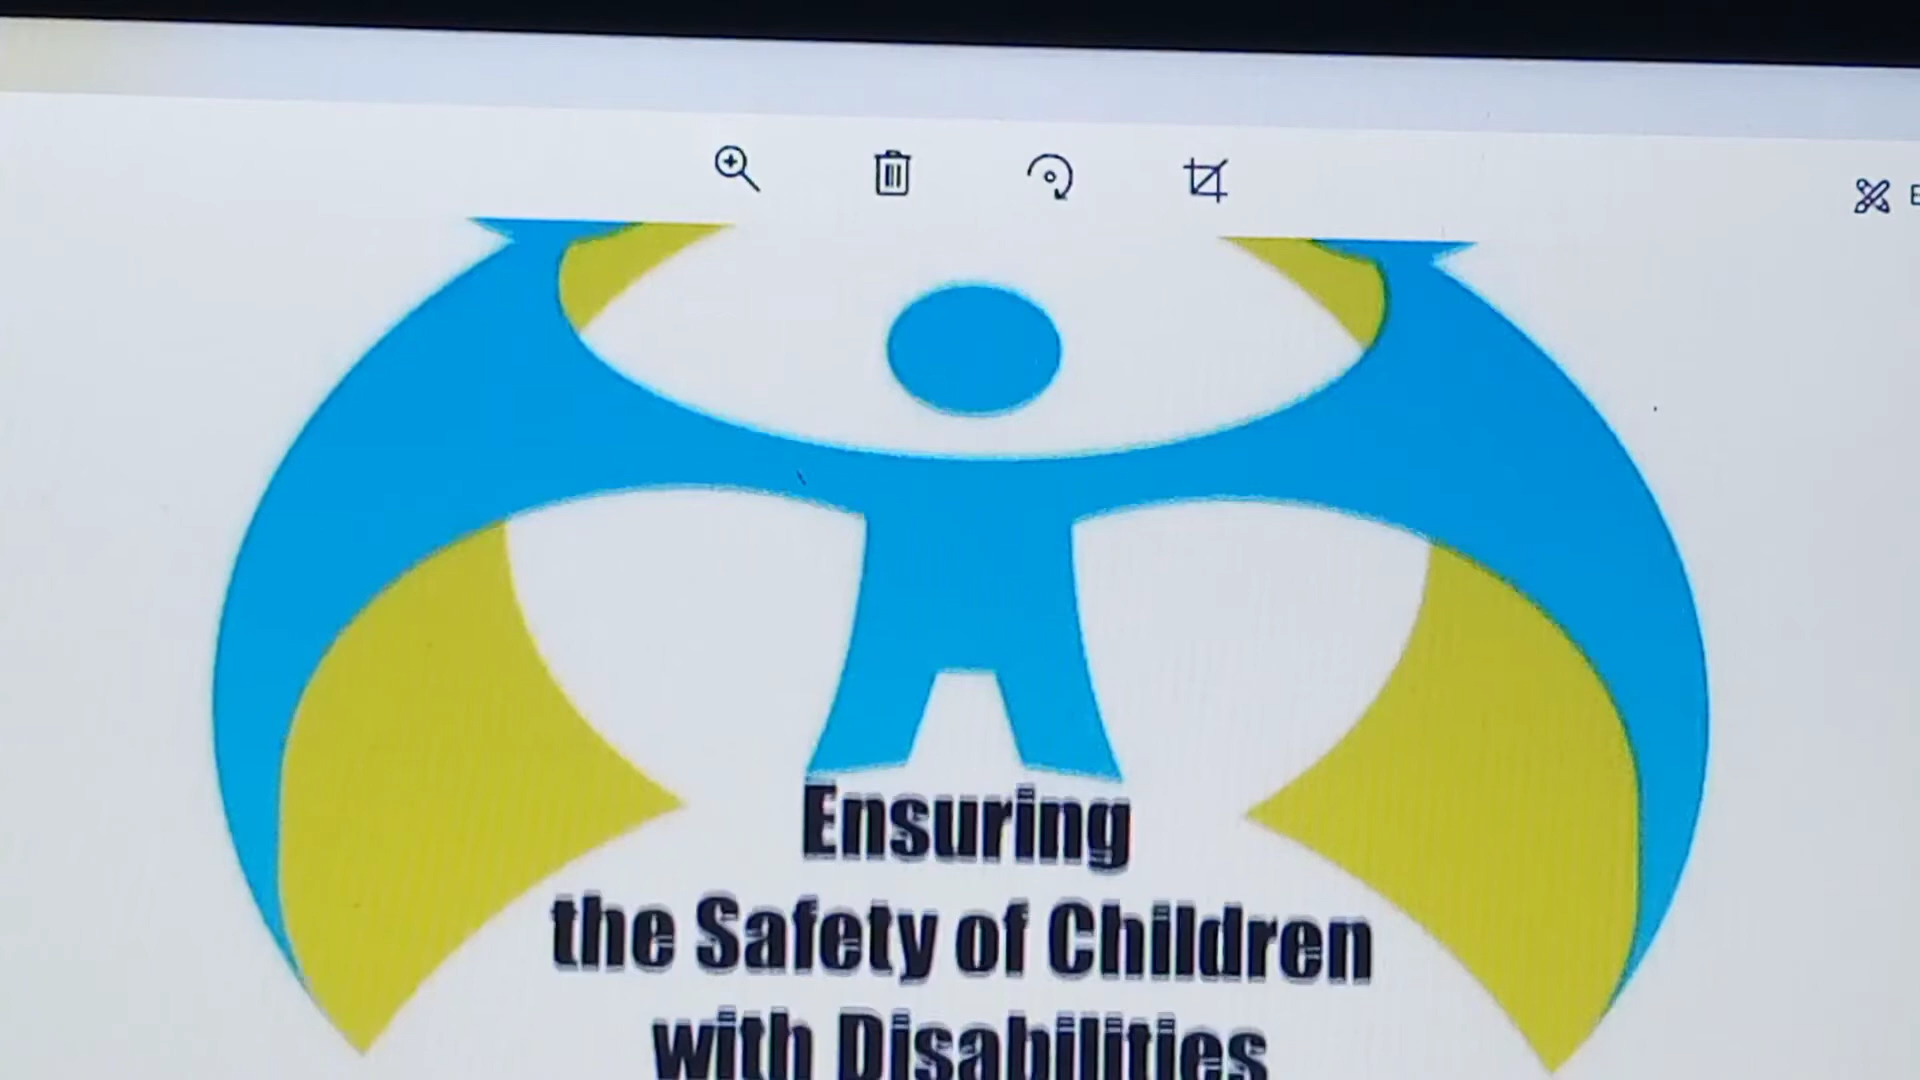 Ensuring
the Safety of Children
with Disabilities